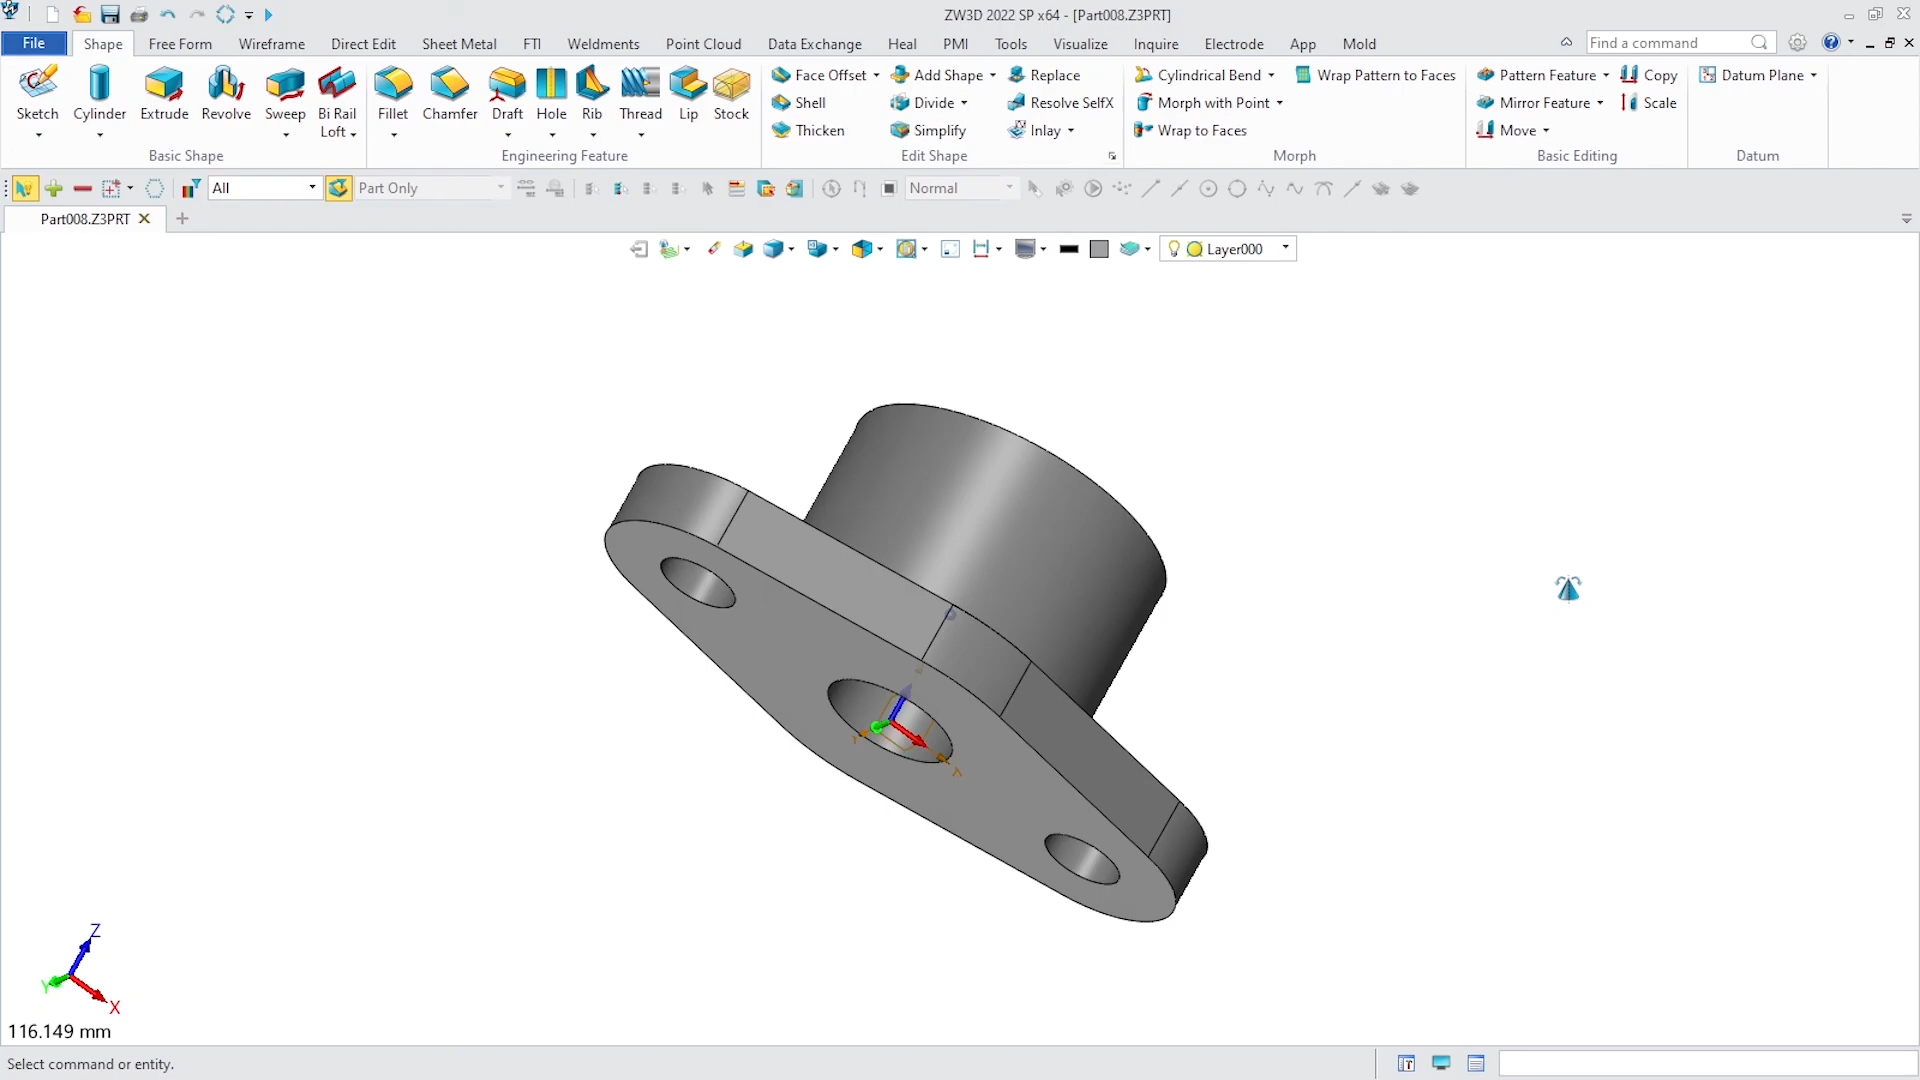 ZW3D 2022 SP x64 - [Part008.Z3PRT]
File Shape Free Form Wireframe Direct Edit Sheet Metal FTI Weldments Point Cloud Data Exchange Heal PMI Tools Visualize Inquire Electrode App Mold Find a command
Sketch Cylinder Extrude Revolve Sweep Bi Rail Loft
Basic Shape
Fillet Chamfer Draft Hole Rib Thread Lip Stock
Engineering Feature
Face Offset Add Shape Replace
Shell Divide Resolve SelfX
Thicken Simplify Inlay
Edit Shape
Cylindrical Bend Wrap Pattern to Faces
Morph with Point
Wrap to Faces
Morph
Pattern Feature Copy
Mirror Feature Scale
Move
Basic Editing
Datum Plane
Datum
All Part Only Normal
Part008.Z3PRT
Layer000
Z
Y
X
116.149 mm
Select command or entity.